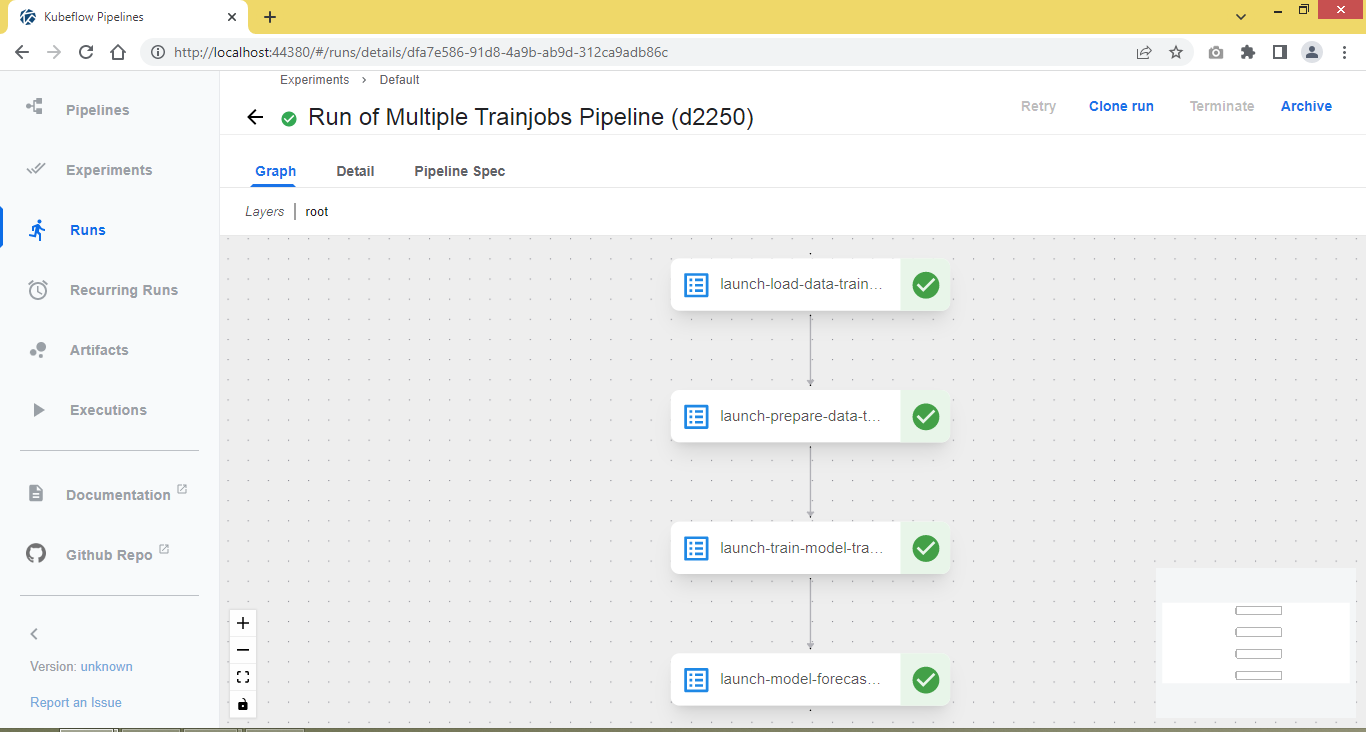 Kubeflow Pipelines
http://localhost:44380/#/runs/details/dfa7e586-91d8-4a9b-ab9d-312ca9adb86c
Experiments > Default
Run of Multiple Trainjobs Pipeline (d2250)
Retry Clone run Terminate Archive
Graph Detail Pipeline Spec
Layers | root
Pipelines
Experiments
Runs
Recurring Runs
Artifacts
Executions
Documentation
Github Repo
Version: unknown
Report an Issue
launch-load-data-train...
launch-prepare-data-t...
launch-train-model-tra...
launch-model-forecas...